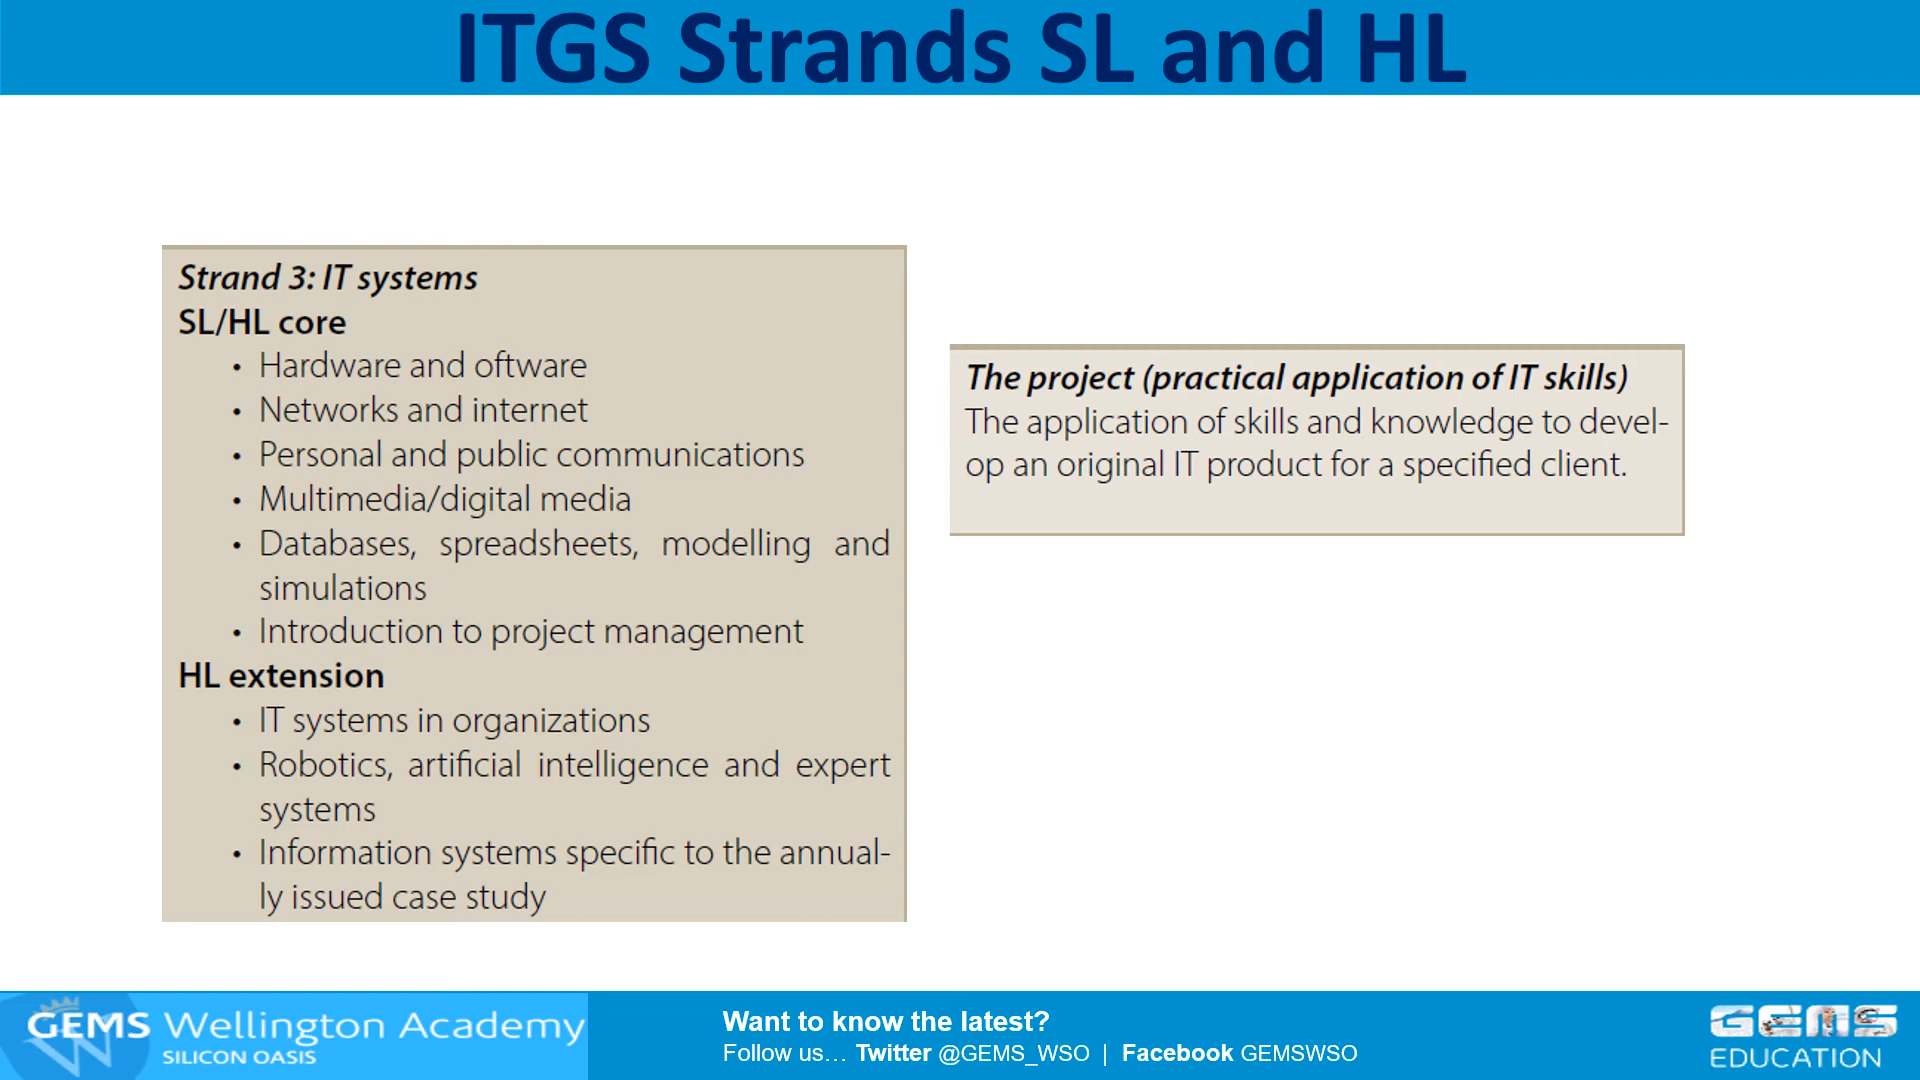 ITGS Strands SL and HL
Strand 3: IT systems
SL/HL core
• Hardware and oftware
• Networks and internet
• Personal and public communications
• Multimedia/digital media
• Databases, spreadsheets, modelling and
simulations
• Introduction to project management
HL extension
• IT systems in organizations
• Robotics, artificial intelligence and expert
systems
• Information systems specific to the annual-
ly issued case study
The project (practical application of IT skills)
The application of skills and knowledge to devel-
op an original IT product for a specified client.
GEMS Wellington Academy
SILICON OASIS
Want to know the latest?
Follow us... Twitter @GEMS_WSO | Facebook GEMSWSO
GEMS
EDUCATION